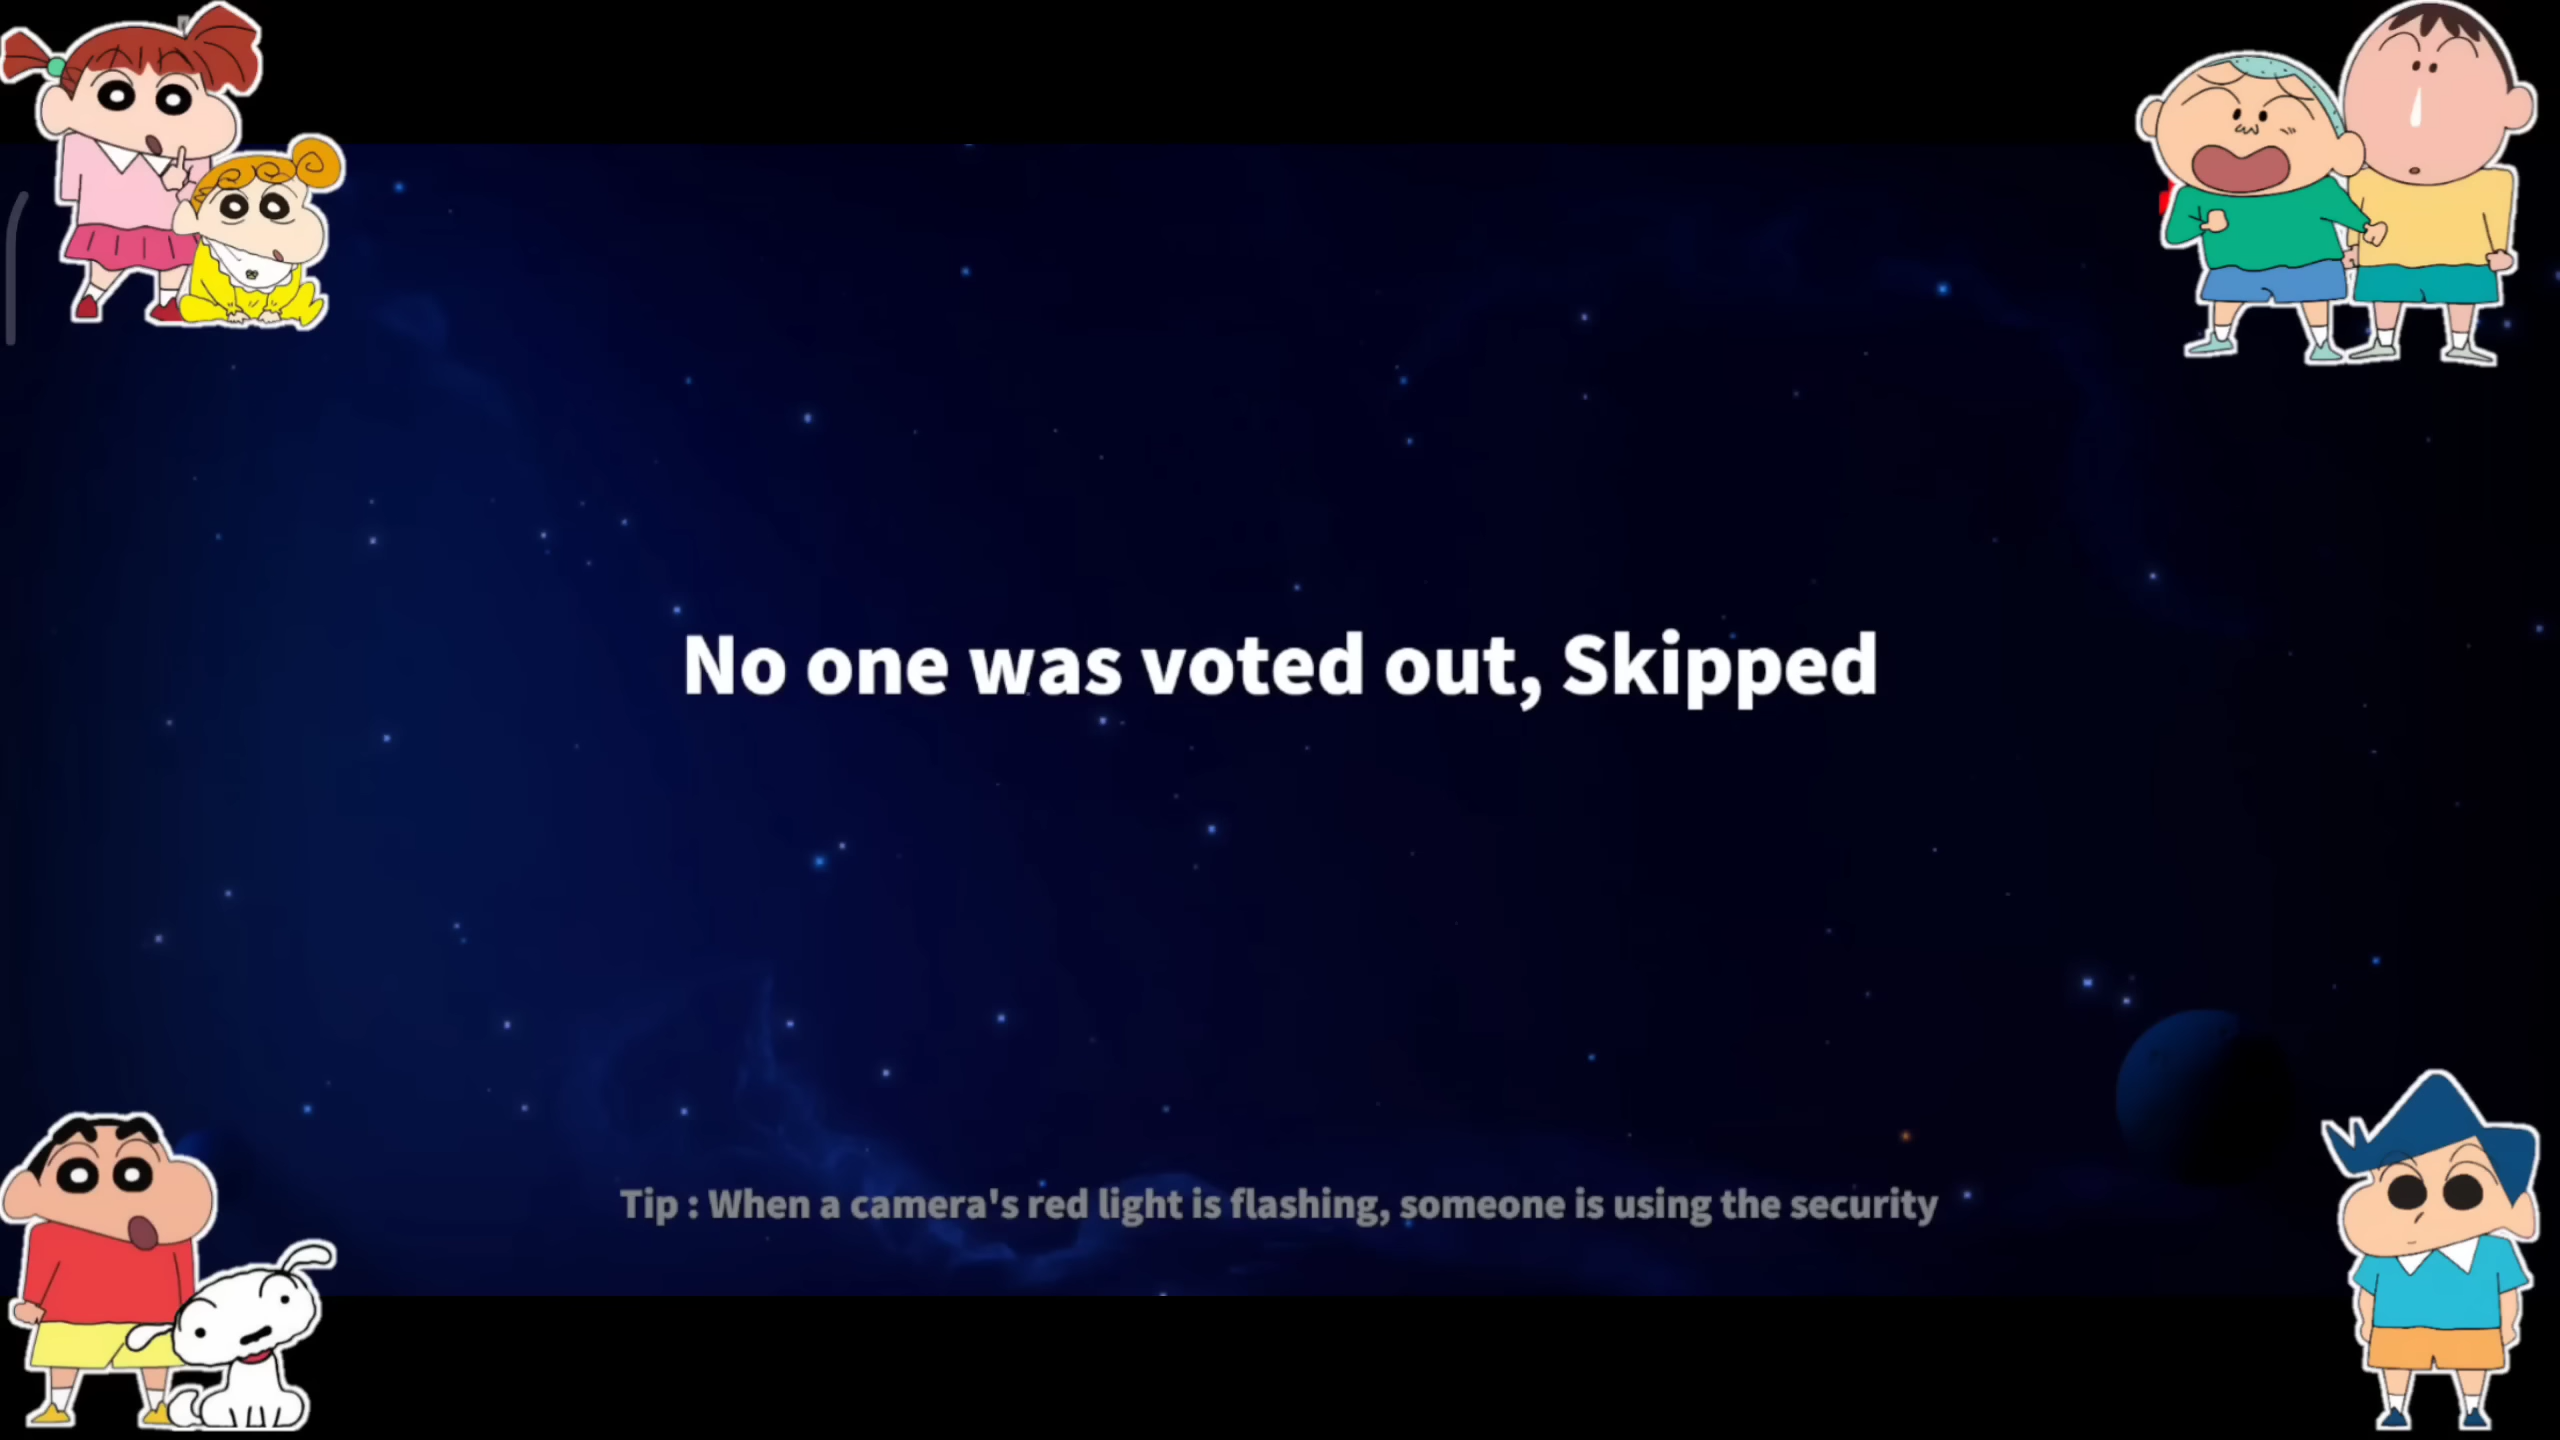 No one was voted out, Skipped
Tip : When a camera's red light is flashing, someone is using the security